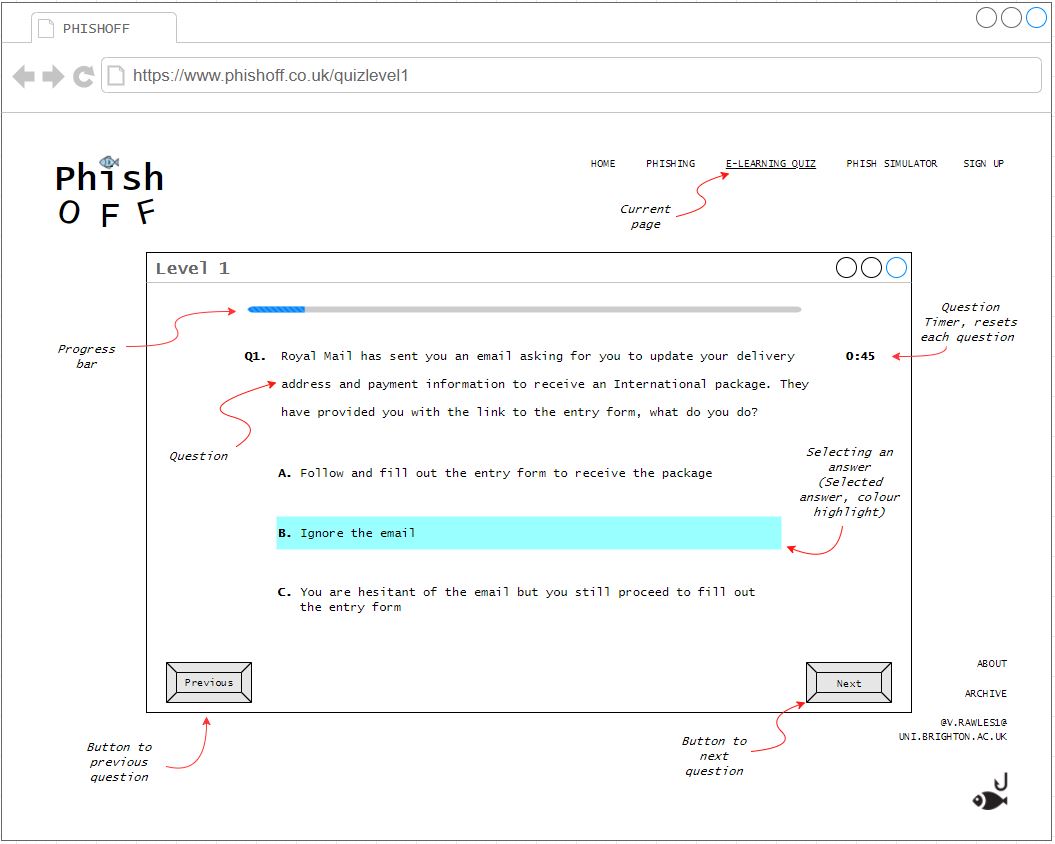 PHISHOFF
https://www.phishoff.co.uk/quizlevel1
Phish
OFF
HOME PHISHING E-LEARNING QUIZ PHISH SIMULATOR SIGN UP
Current
page
Level 1
Question
Timer, resets
each question
Progress
bar
Q1. Royal Mail has sent you an email asking for you to update your delivery
0:45
address and payment information to receive an International package. They
have provided you with the link to the entry form, what do you do?
Question
Selecting an
answer
(Selected
answer, colour
highlight)
A. Follow and fill out the entry form to receive the package
B. Ignore the email
C. You are hesitant of the email but you still proceed to fill out
the entry form
Previous
Next
ABOUT
ARCHIVE
@V.RAWLES1@
UNI.BRIGHTON.AC.UK
Button to
previous
question
Button to
next
question